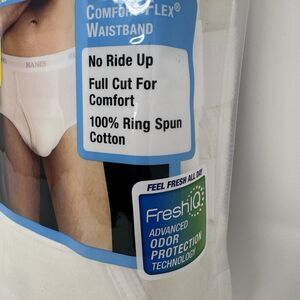 COMFORT FLEX®
WAISTBAND
HANES
No Ride Up
Full Cut For
Comfort
100% Ring Spun
Cotton
FEEL FRESH ALL DAY
FreshIQ
ADVANCED
ODOR
PROTECTION
TECHNOLOGY